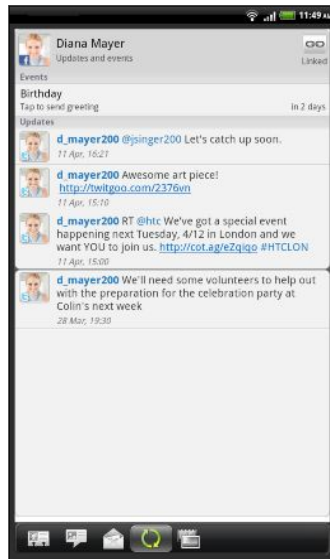 11:49 AM
Diana Mayer
Updates and events
Linked
Events
Birthday
Tap to send greeting
in 2 days
Updates
d_mayer200 @jsinger200 Let's catch up soon.
11 Apr, 16:21
d_mayer200 Awesome art piece!
http://twitgoo.com/2376vn
11 Apr, 15:10
d_mayer200 RT @htc We've got a special event
happening next Tuesday, 4/12 in London and we
want YOU to join us. http://cot.ag/eZqiqo #HTCLON
11 Apr, 15:00
d_mayer200 We'll need some volunteers to help out
with the preparation for the celebration party at
Colin's next week
28 Mar, 19:30